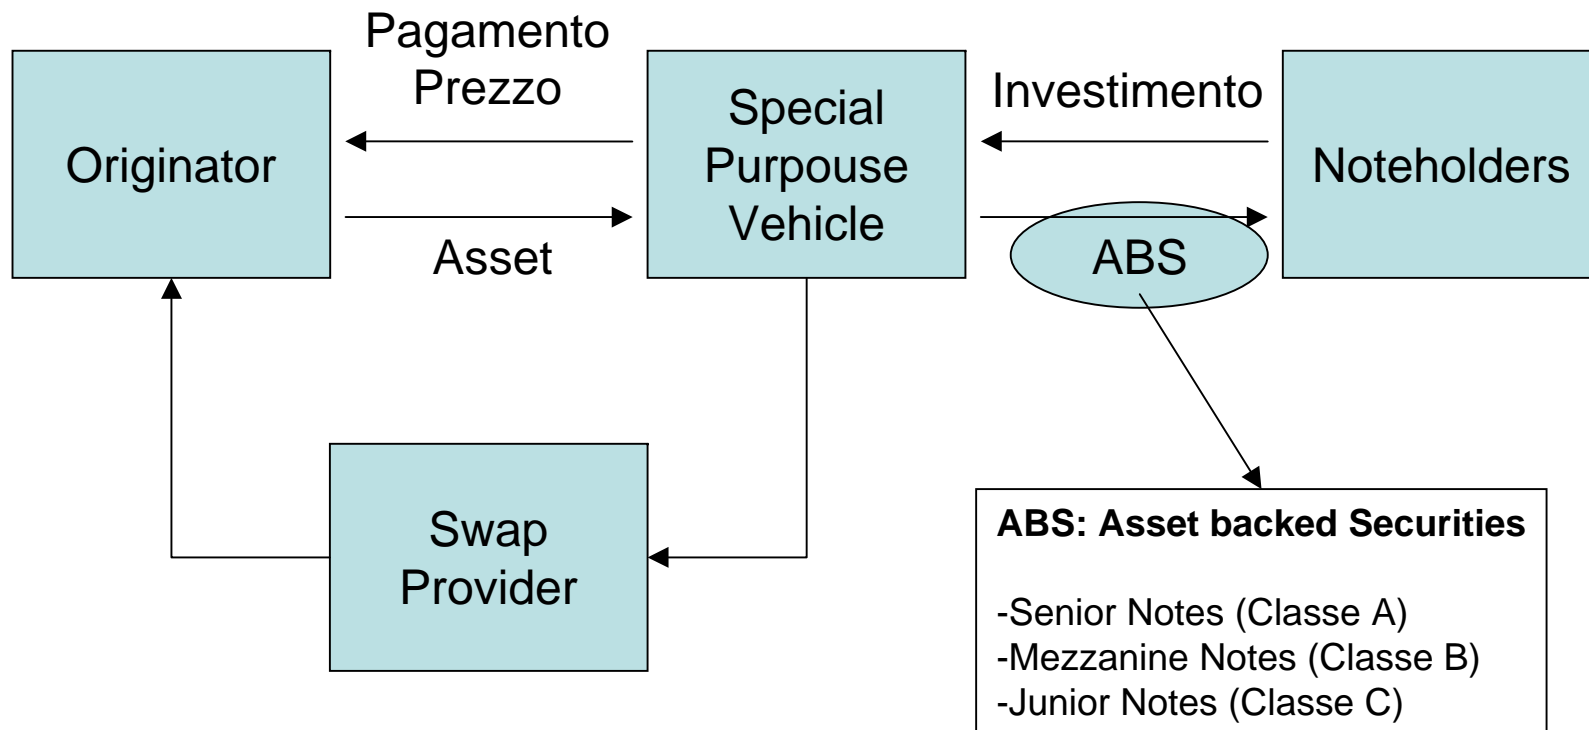 Pagamento
Prezzo
Originator
Asset
Special
Purpouse
Vehicle
Investimento
Noteholders
ABS
Swap
Provider
ABS: Asset backed Securities
-Senior Notes (Classe A)
-Mezzanine Notes (Classe B)
-Junior Notes (Classe C)